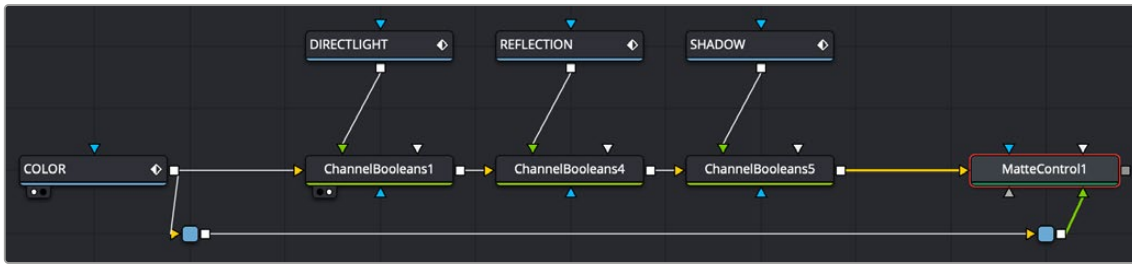 DIRECTLIGHT
REFLECTION
SHADOW
COLOR
ChannelBooleans1
ChannelBooleans4
ChannelBooleans5
MatteControl1